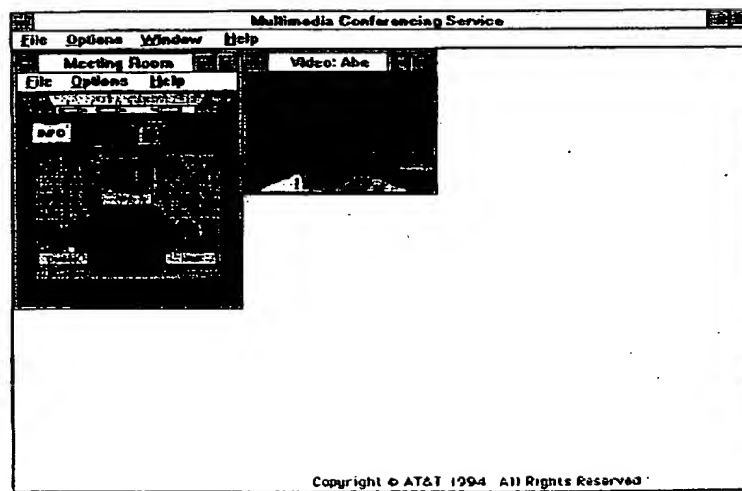 Multimedia Conferencing Service
File Options Window Help
Meeting Room
Video: Abe
File Options Help
INFO
Copyright © AT&T 1994 All Rights Reserved